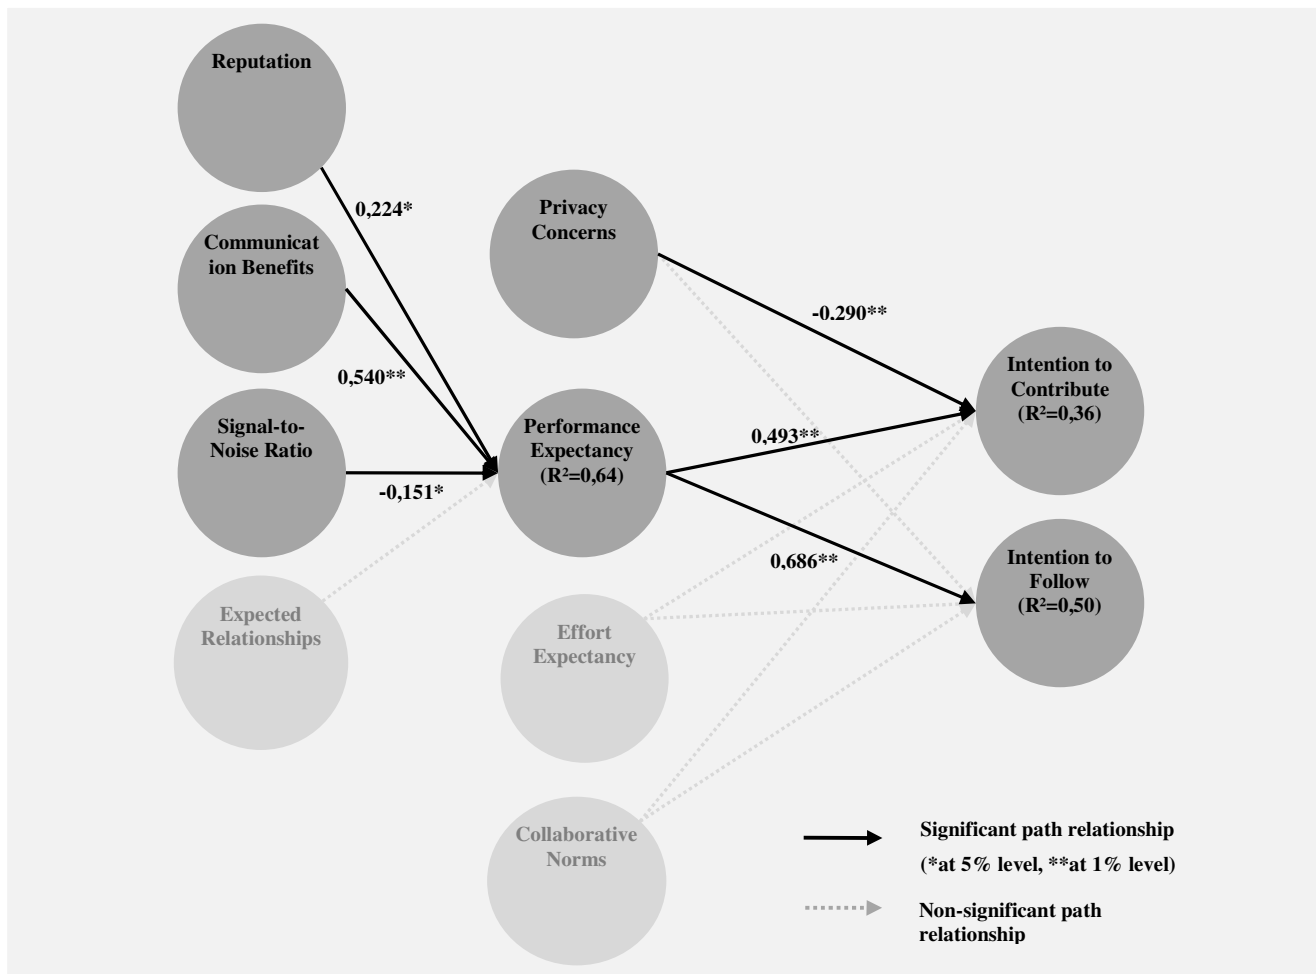 Reputation
0,224*
Communicat
ion Benefits
0,540**
Signal-to-
Noise Ratio
-0,151*
Expected
Relationships
Privacy
Concerns
-0,290**
Performance
Expectancy
(R²=0,64)
0,493**
0,686**
Effort
Expectancy
Collaborative
Norms
Intention to
Contribute
(R²=0,36)
Intention to
Follow
(R²=0,50)
Significant path relationship
(*at 5% level, **at 1% level)
Non-significant path
relationship